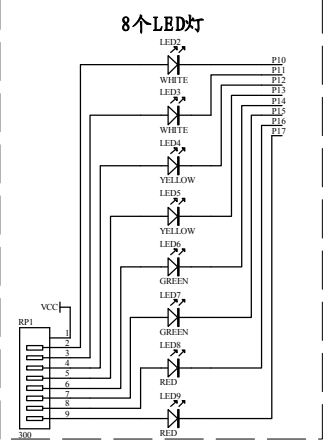 8个LED灯
LED2
P10
WHITE
P11
P12
LED3
P13
WHITE
P14
P15
LED4
P16
YELLOW
P17
LED5
YELLOW
LED6
GREEN
VCC
LED7
RP1
GREEN
1
2
LED8
3
4
RED
5
6
7
LED9
8
9
RED
300